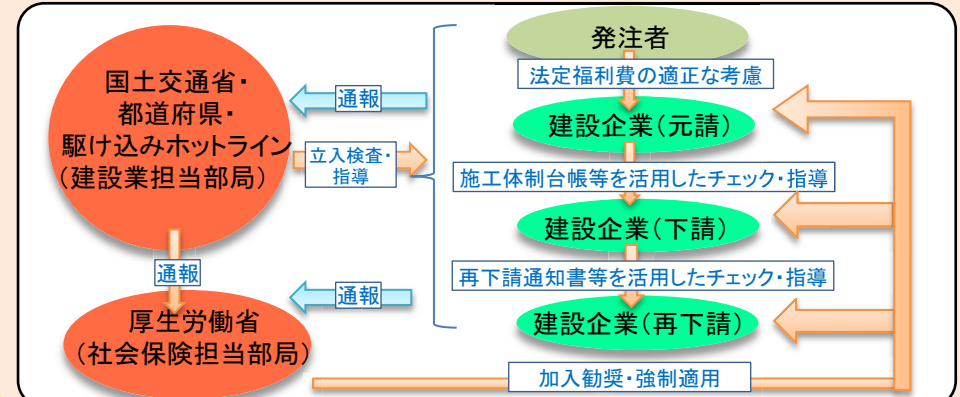 国土交通省・
都道府県・
駆け込みホットライン
（建設業担当部局）
通報
立入検査・
指導
通報
厚生労働省
（社会保険担当部局）
通報
発注者
法定福利費の適正な考慮
建設企業（元請）
施工体制台帳等を活用したチェック・指導
建設企業（下請）
再下請通知書等を活用したチェック・指導
建設企業（再下請）
加入勧奨・強制適用